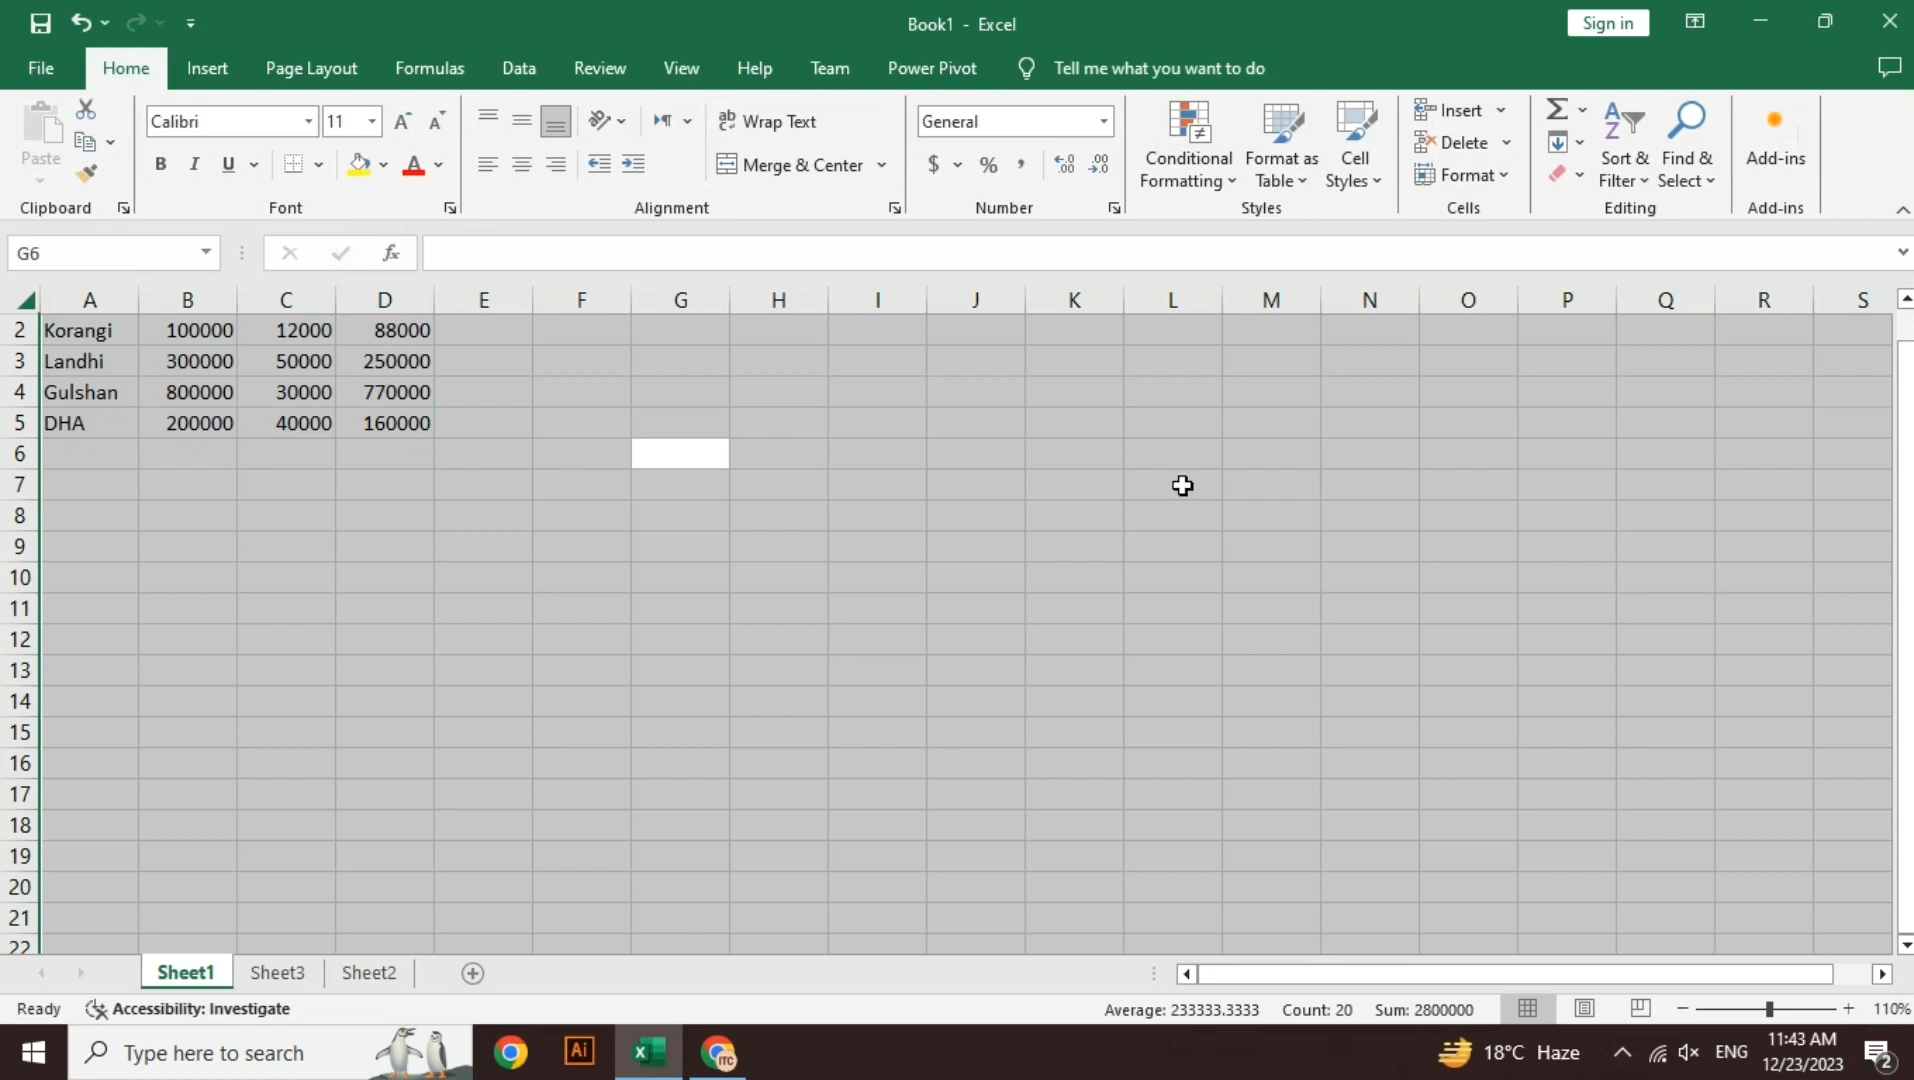 Book1 - Excel
Sign in
File Home Insert Page Layout Formulas Data Review View Help Team Power Pivot Tell me what you want to do
Paste
Clipboard
Calibri 11
B I U A
Font
ab Wrap Text
Merge & Center
Alignment
General
$ % ,
Number
Conditional Formatting
Format as Table
Cell Styles
Styles
Insert
Delete
Format
Cells
Sort & Filter
Find & Select
Editing
Add-ins
Add-ins
G6 fx
A B C D E F G H I J K L M N O P Q R S
2 Korangi 100000 12000 88000
3 Landhi 300000 50000 250000
4 Gulshan 800000 30000 770000
5 DHA 200000 40000 160000
6
7
8
9
10
11
12
13
14
15
16
17
18
19
20
21
22
Sheet1 Sheet3 Sheet2
Ready Accessibility: Investigate Average: 233333.3333 Count: 20 Sum: 2800000 110%
Type here to search Ai X ITC 18°C Haze ENG 11:43 AM
12/23/2023 2